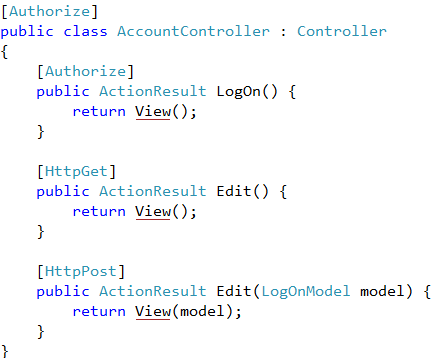 [Authorize]
public class AccountController : Controller
{
    [Authorize]
    public ActionResult LogOn() {
        return View();
    }

    [HttpGet]
    public ActionResult Edit() {
        return View();
    }

    [HttpPost]
    public ActionResult Edit(LogOnModel model) {
        return View(model);
    }
}